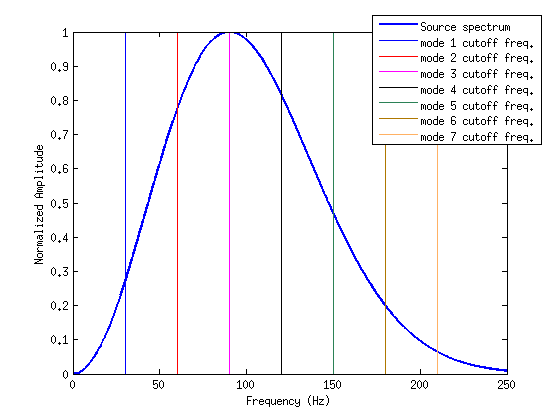 Source spectrum
mode 1 cutoff freq.
mode 2 cutoff freq.
mode 3 cutoff freq.
mode 4 cutoff freq.
mode 5 cutoff freq.
mode 6 cutoff freq.
mode 7 cutoff freq.
1
0.9
0.8
0.7
0.6
0.5
0.4
0.3
0.2
0.1
0
Normalized Amplitude
0 50 100 150 200 250
Frequency (Hz)